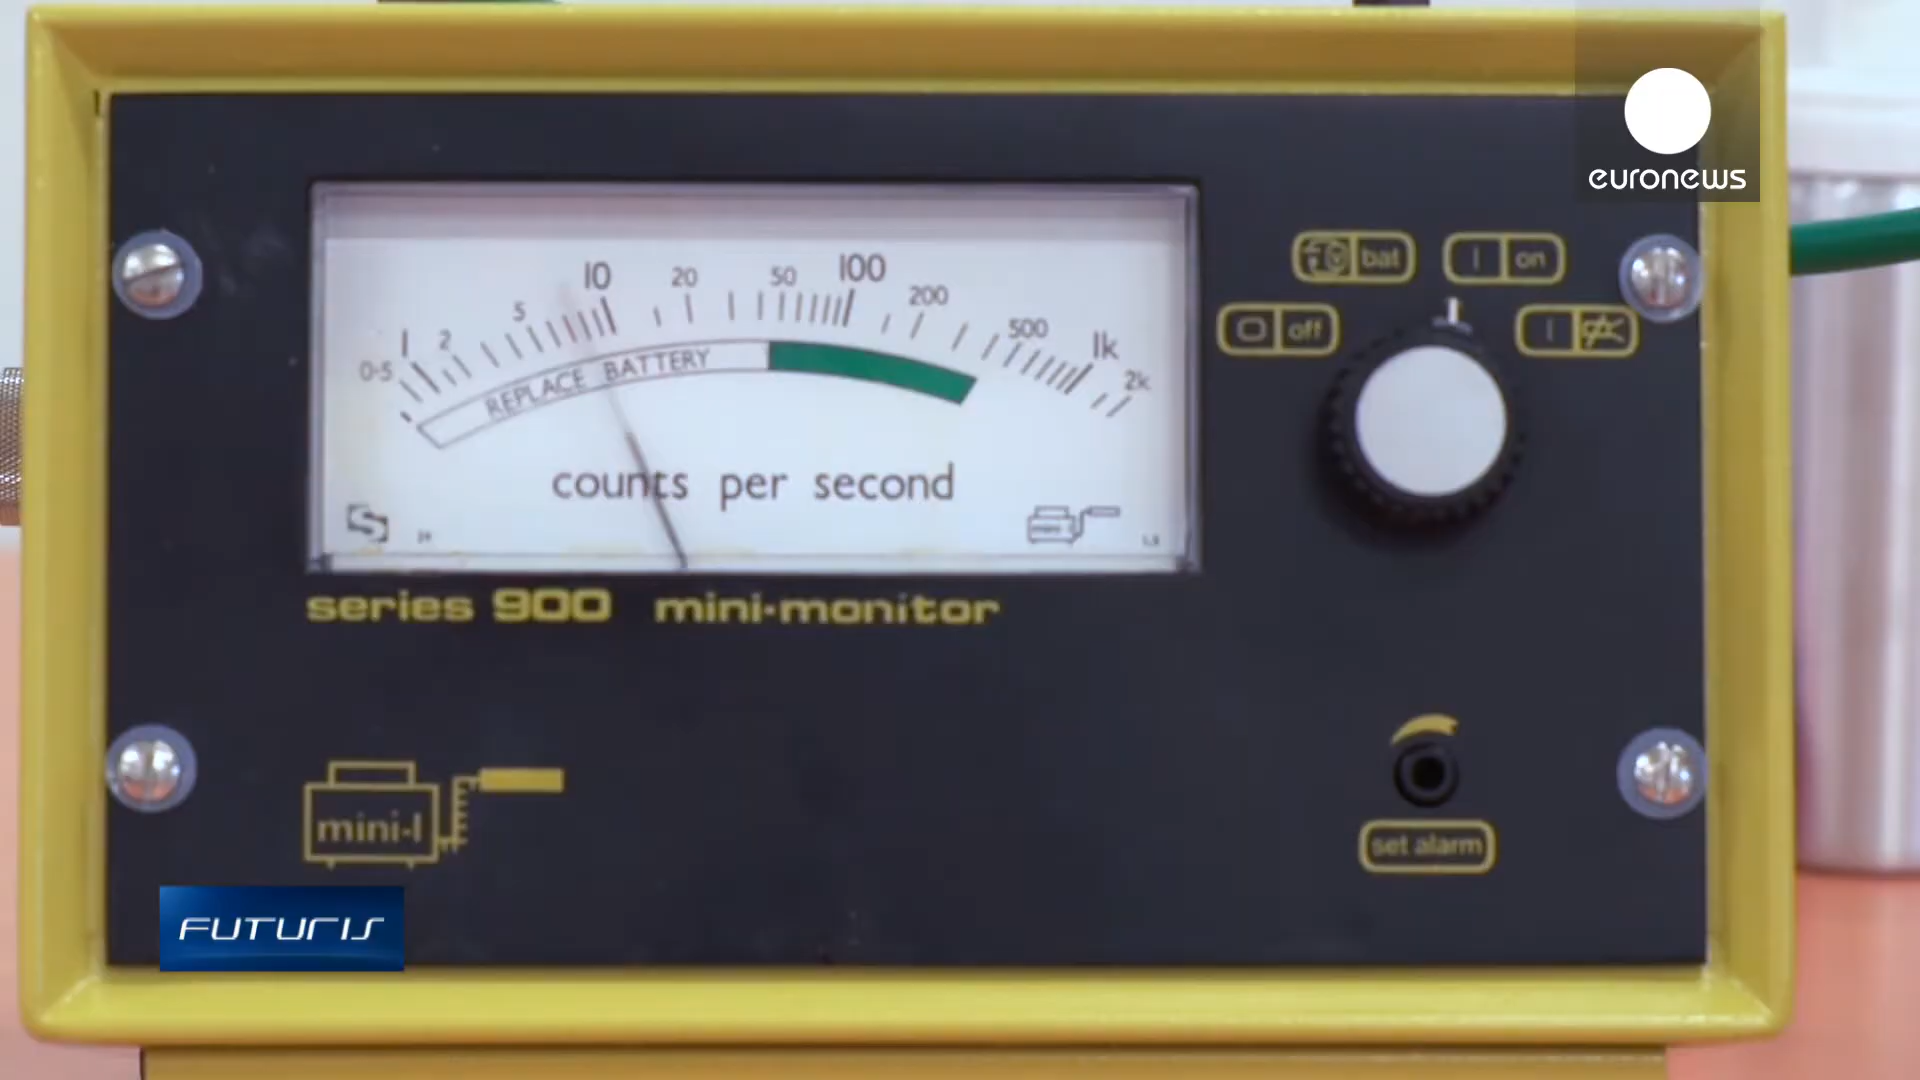 euronews
bat
on
off
0·5
1
2
5
10
20
50
100
200
500
1k
2k
REPLACE BATTERY
counts per second
series 900 mini-monitor
mini-1
set alarm
FUTURIS